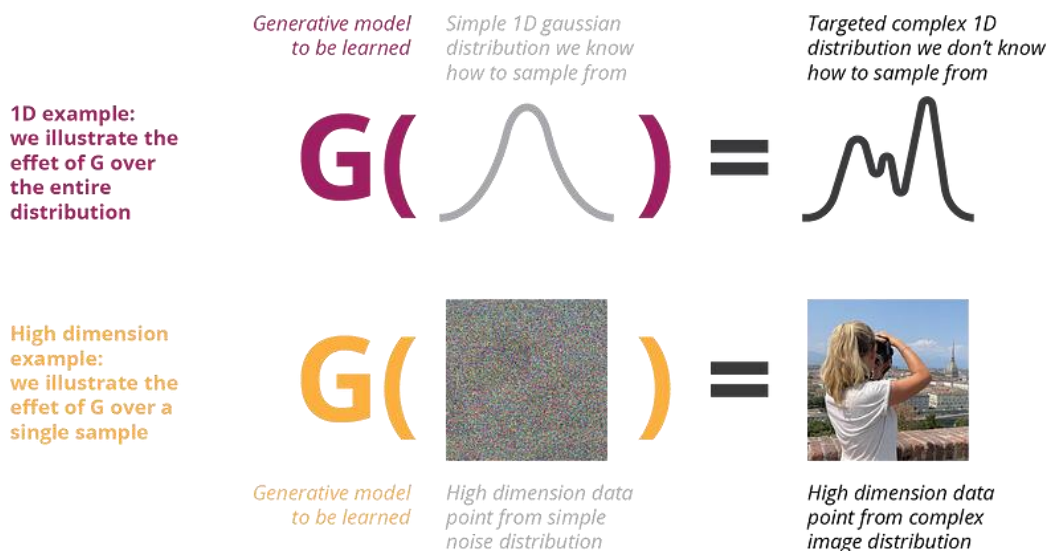 Generative model
to be learned
Simple 1D gaussian
distribution we know
how to sample from
Targeted complex 1D
distribution we don't know
how to sample from
1D example:
we illustrate the
effet of G over
the entire
distribution
G( ) =
High dimension
example:
we illustrate the
effet of G over a
single sample
G( ) =
Generative model
to be learned
High dimension data
point from simple
noise distribution
High dimension data
point from complex
image distribution